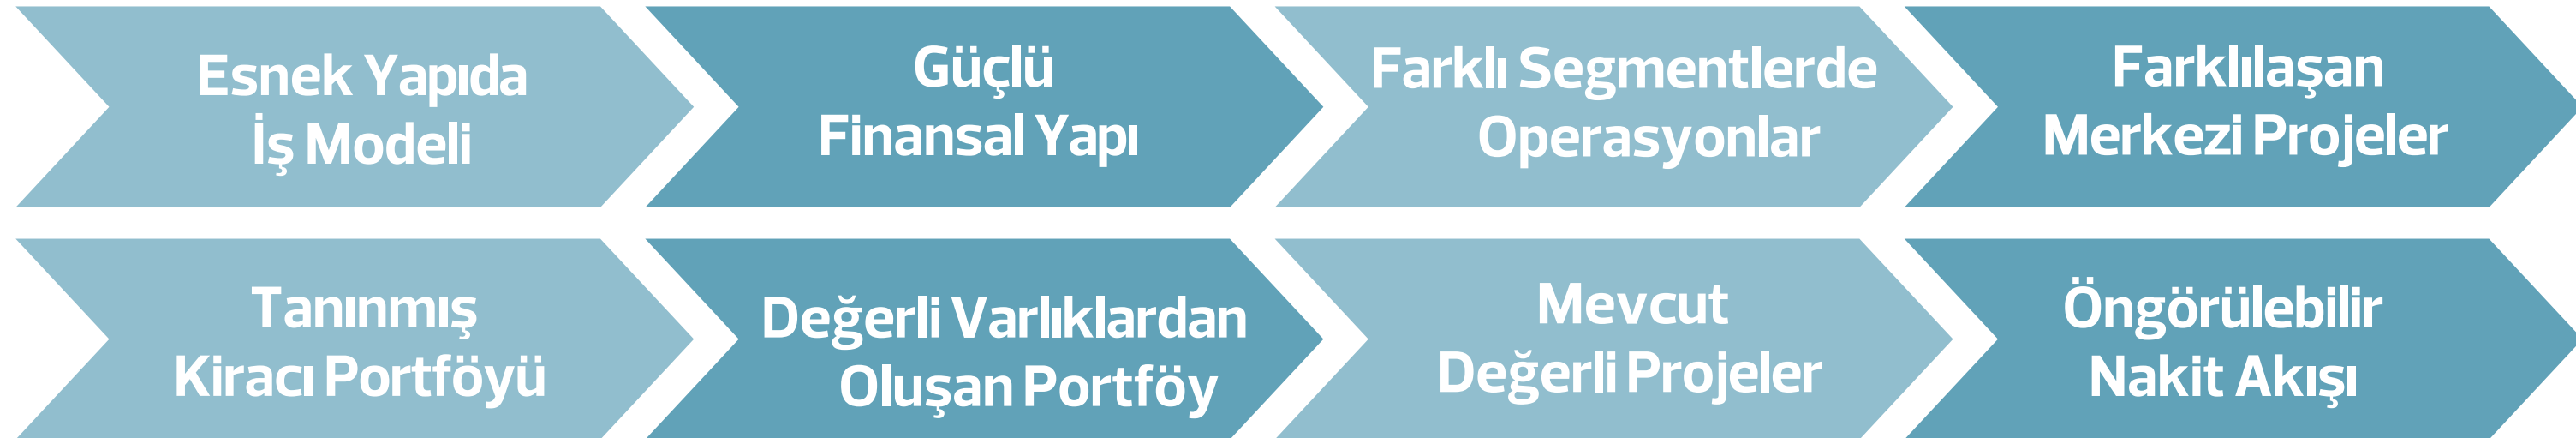 Esnek Yapıda
İş Modeli
Güçlü
Finansal Yapı
Farklı Segmentlerde
Operasyonlar
Farklılaşan
Merkezi Projeler
Tanınmış
Kiracı Portföyü
Değerli Varlıklardan
Oluşan Portföy
Mevcut
Değerli Projeler
Öngörülebilir
Nakit Akışı